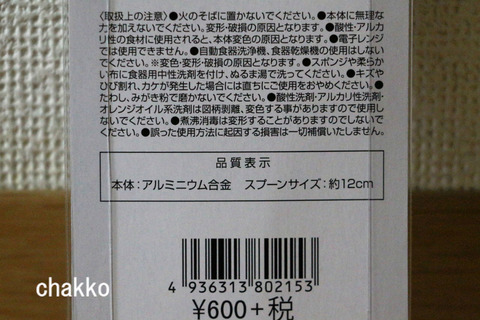 〈取扱上の注意〉●火のそばに置かないでください。●本体に無理な
力を加えないでください。変形・破損の原因となります。●酸性・アルカ
リ性の食材に使用されると、本体変色の原因となります。●電子レンジ
では使用できません。●自動食器洗浄機、食器乾燥機の使用はしない
でください。※変色・変形・破損の原因となります。●スポンジや柔らか
い布に食器用中性洗剤を付け、ぬるま湯で洗ってください。●キズや
ひび割れ、カケが発生した場合には直ちにご使用をおやめください。●
たわし、みがき粉で磨かないでください。●酸性洗剤・アルカリ性洗剤・
オレンジオイル系洗剤は図柄剥離、変色する事がありますので使用し
ないでください。●煮沸消毒は変形することがありますのでしないでく
ださい。●誤った使用方法に起因する損害は一切補償いたしません。
品質表示
本体：アルミニウム合金 スプーンサイズ：約12cm
4 936313 802153
¥600+税
chakko